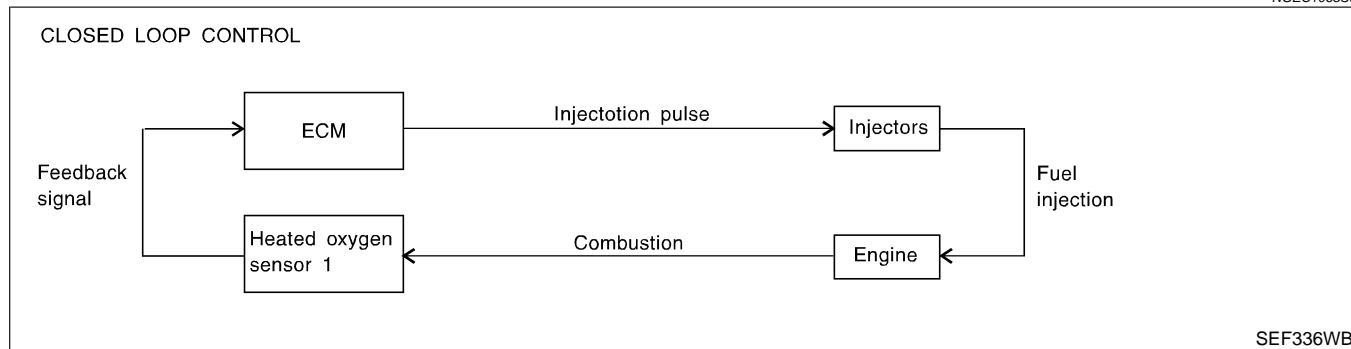 CLOSED LOOP CONTROL
ECM
Injectotion pulse
Injectors
Feedback
signal
Fuel
injection
Heated oxygen
sensor 1
Combustion
Engine
SEF336WB